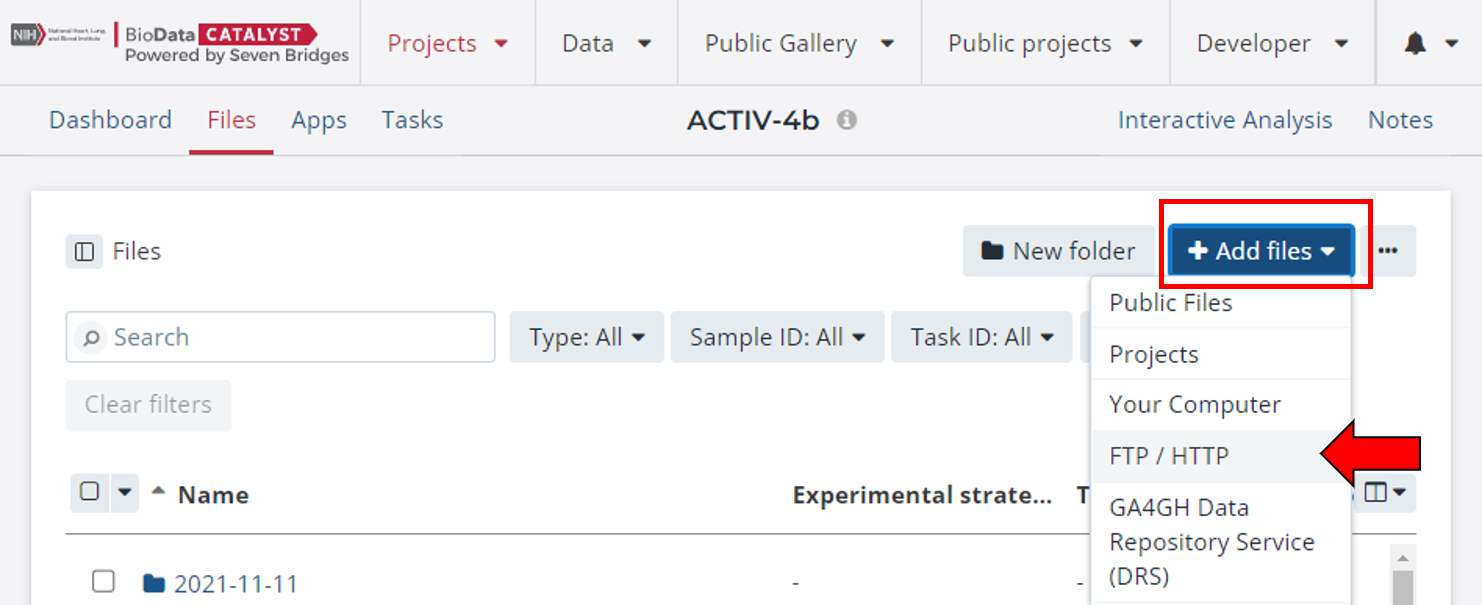 NIH National Heart, Lung, and Blood Institute
BioData CATALYST
Powered by Seven Bridges
Projects
Data
Public Gallery
Public projects
Developer
Dashboard
Files
Apps
Tasks
ACTIV-4b
Interactive Analysis
Notes
Files
New folder
Add files
Public Files
Projects
Your Computer
FTP / HTTP
GA4GH Data
Repository Service
(DRS)
Search
Type: All
Sample ID: All
Task ID: All
Clear filters
Name
Experimental strate...
T
2021-11-11
-
-